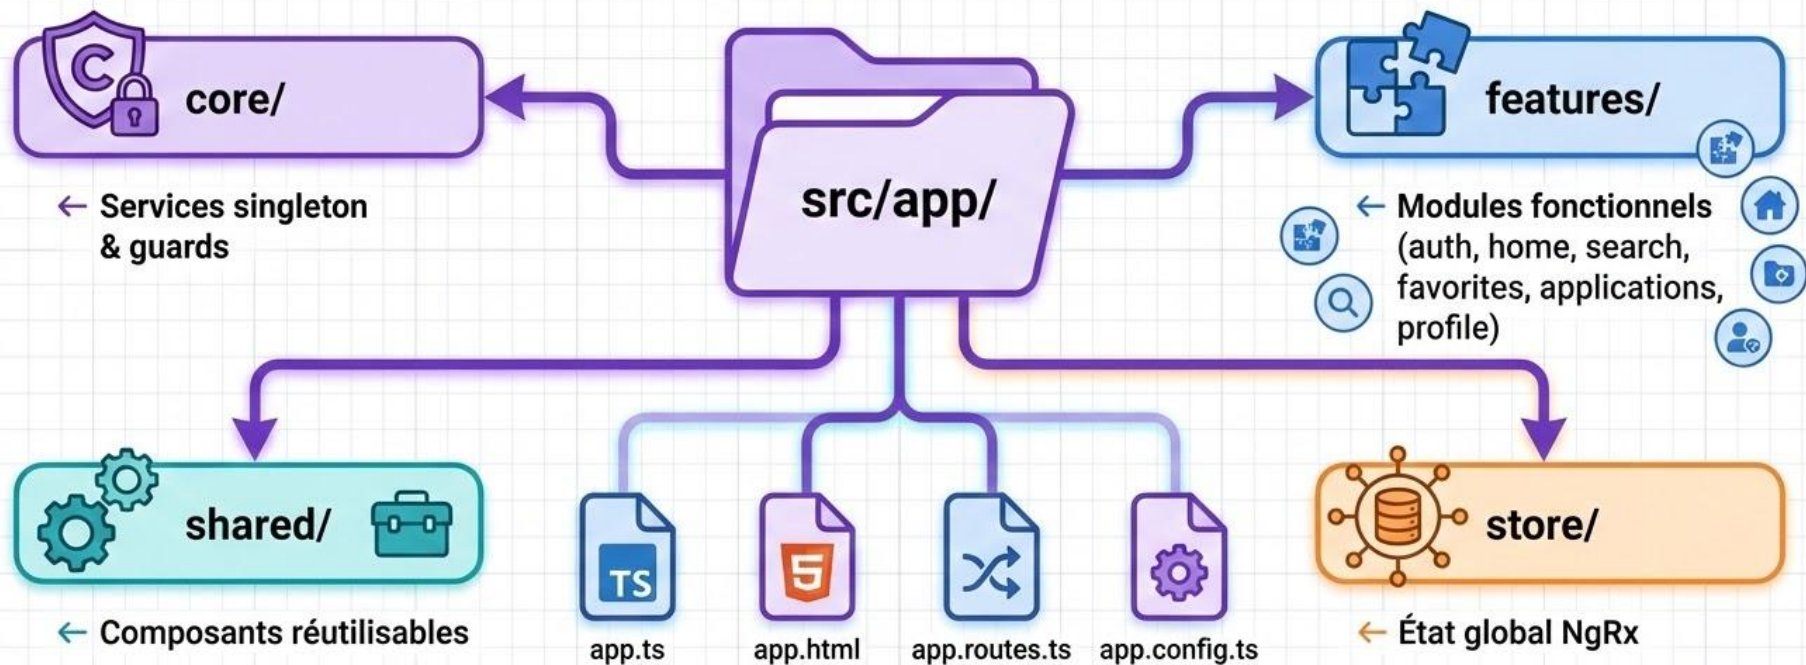 core/
← Services singleton
& guards
src/app/
features/
← Modules fonctionnels
(auth, home, search,
favorites, applications,
profile)
shared/
← Composants réutilisables
TS
app.ts
5
app.html
app.routes.ts
app.config.ts
store/
← État global NgRx
C